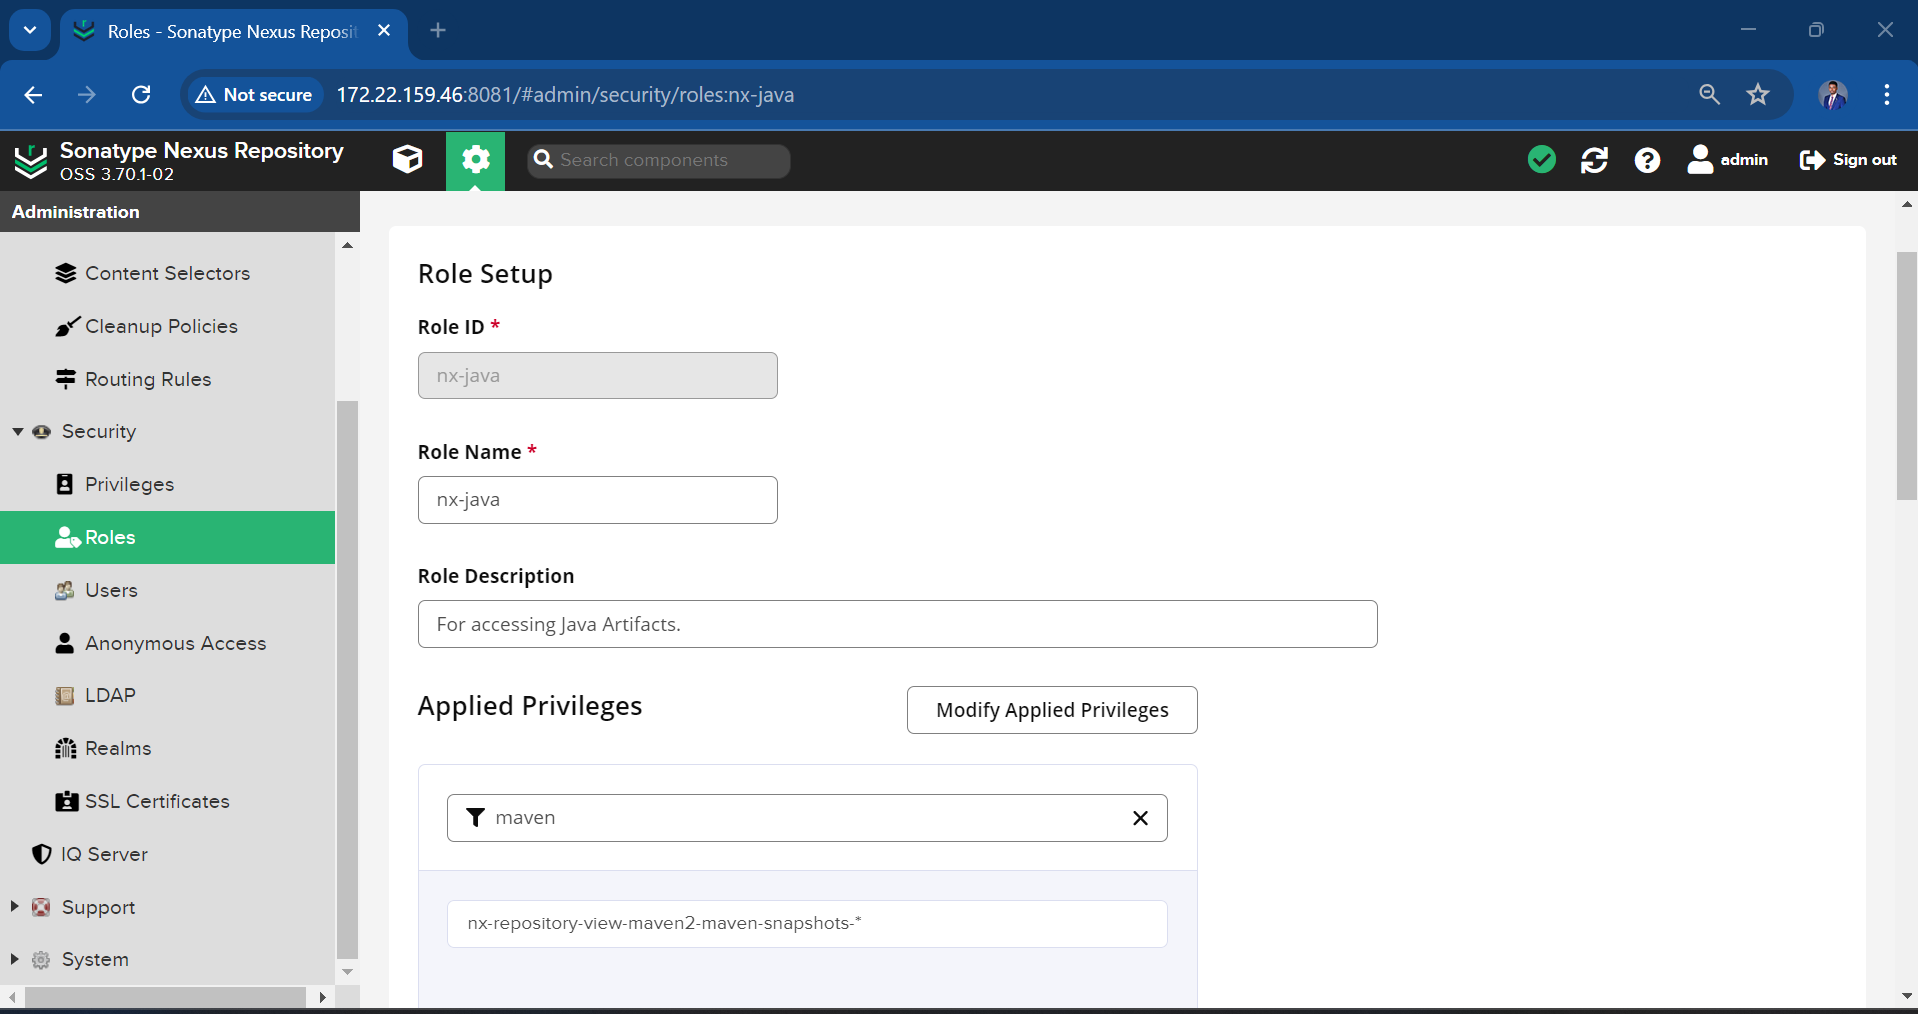 Roles - Sonatype Nexus Reposit
Not secure
172.22.159.46:8081/#admin/security/roles:nx-java
Sonatype Nexus Repository
OSS 3.70.1-02
Search components
admin
Sign out
Administration
Content Selectors
Cleanup Policies
Routing Rules
Security
Privileges
Roles
Users
Anonymous Access
LDAP
Realms
SSL Certificates
IQ Server
Support
System
Role Setup
Role ID *
nx-java
Role Name *
nx-java
Role Description
For accessing Java Artifacts.
Applied Privileges
Modify Applied Privileges
maven
nx-repository-view-maven2-maven-snapshots-*